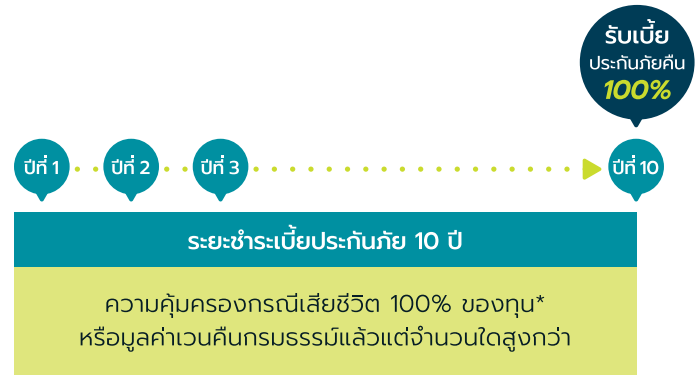 รับเบี้ย
ประกันภัยคืน
100%
ปีที่ 1
ปีที่ 2
ปีที่ 3
ปีที่ 10
ระยะชำระเบี้ยประกันภัย 10 ปี
ความคุ้มครองกรณีเสียชีวิต 100% ของทุน*
หรือมูลค่าเวนคืนกรมธรรม์แล้วแต่จำนวนใดสูงกว่า